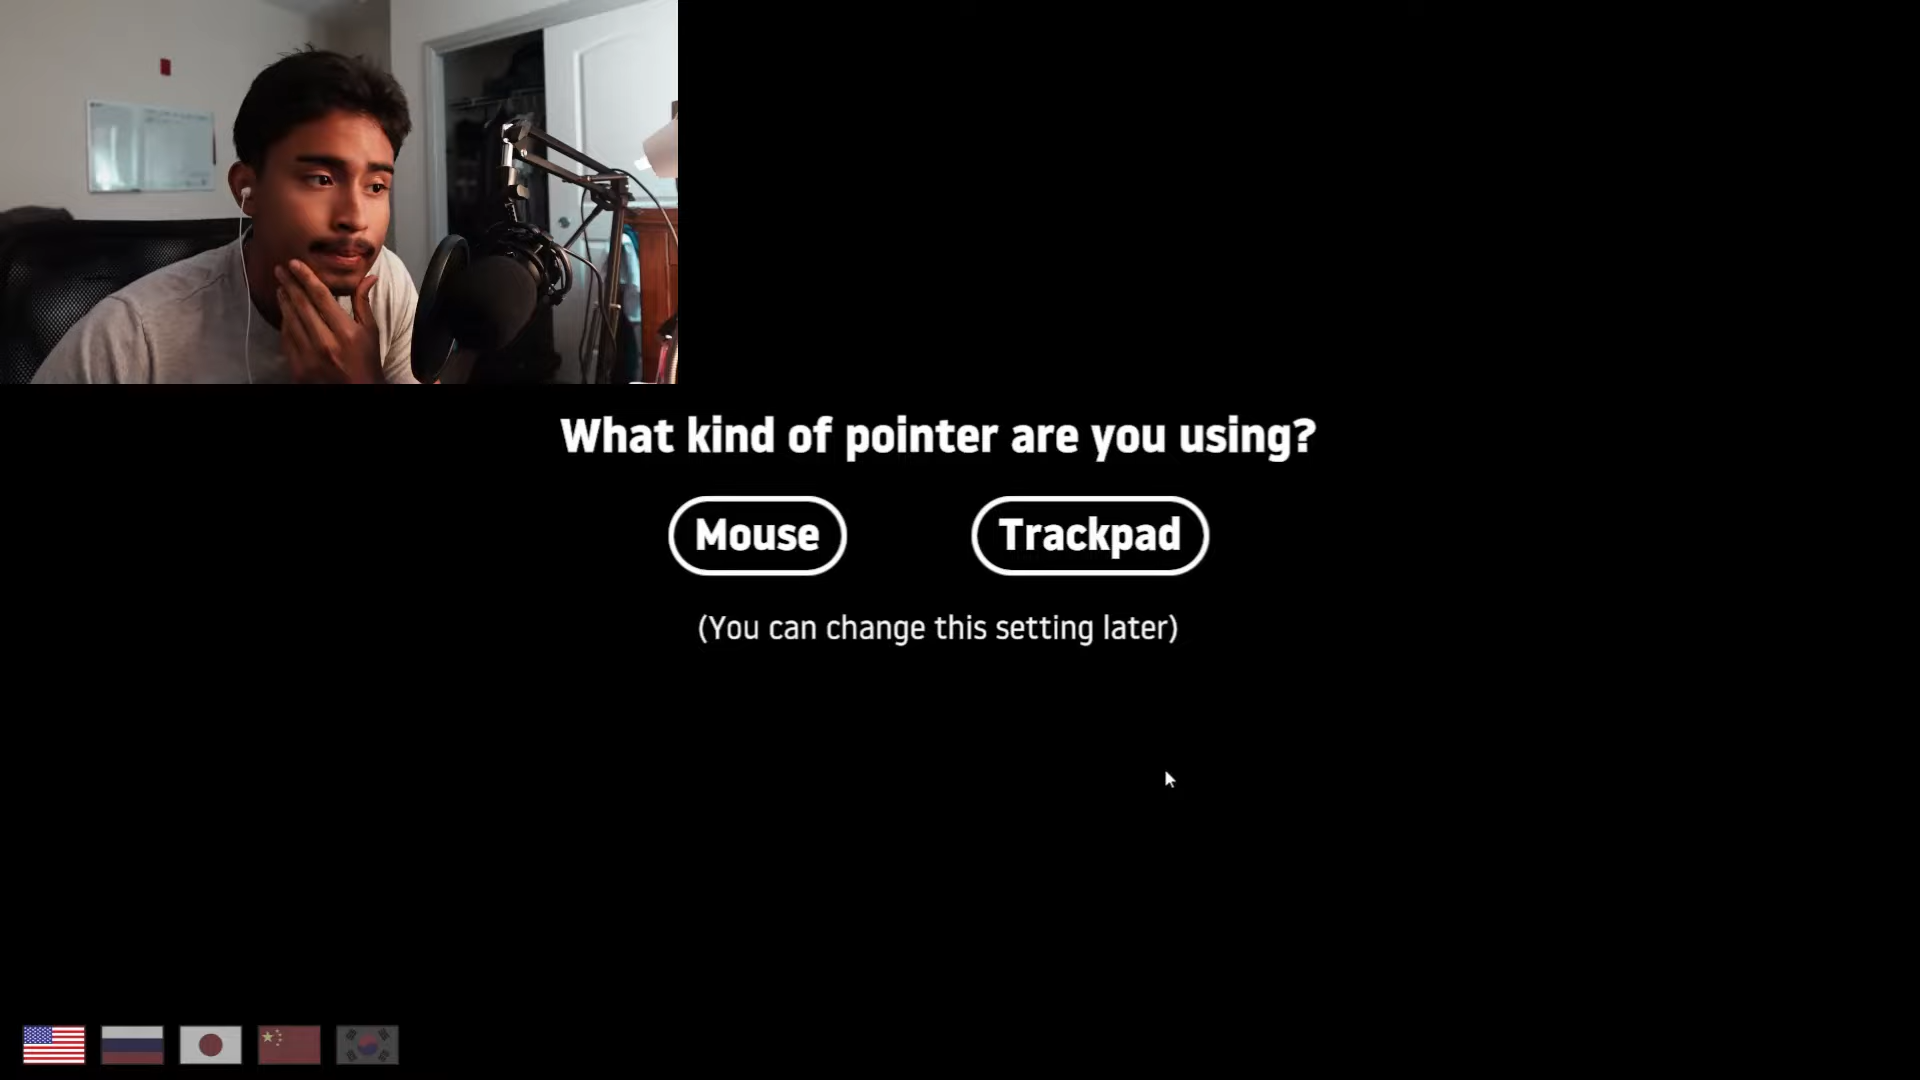 What kind of pointer are you using?
Mouse
Trackpad
(You can change this setting later)